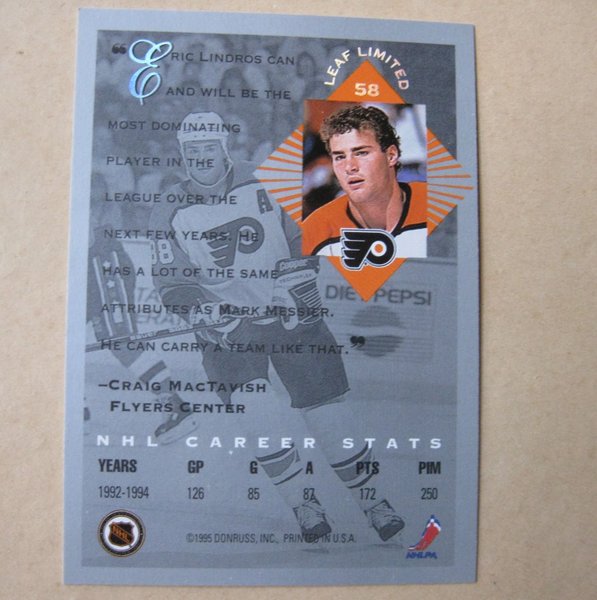 LEAF LIMITED
58
"Eric Lindros can
and will be the
most dominating
player in the
league over the
next few years. He
has a lot of the same
attributes as Mark Messier.
He can carry a team like that."
–Craig MacTavish
Flyers Center
DIET PEPSI
NHL CAREER STATS
YEARS GP G A PTS PIM
1992-1994 126 85 87 172 250
NHL
©1995 DONRUSS, INC., PRINTED IN U.S.A.
NHLPA